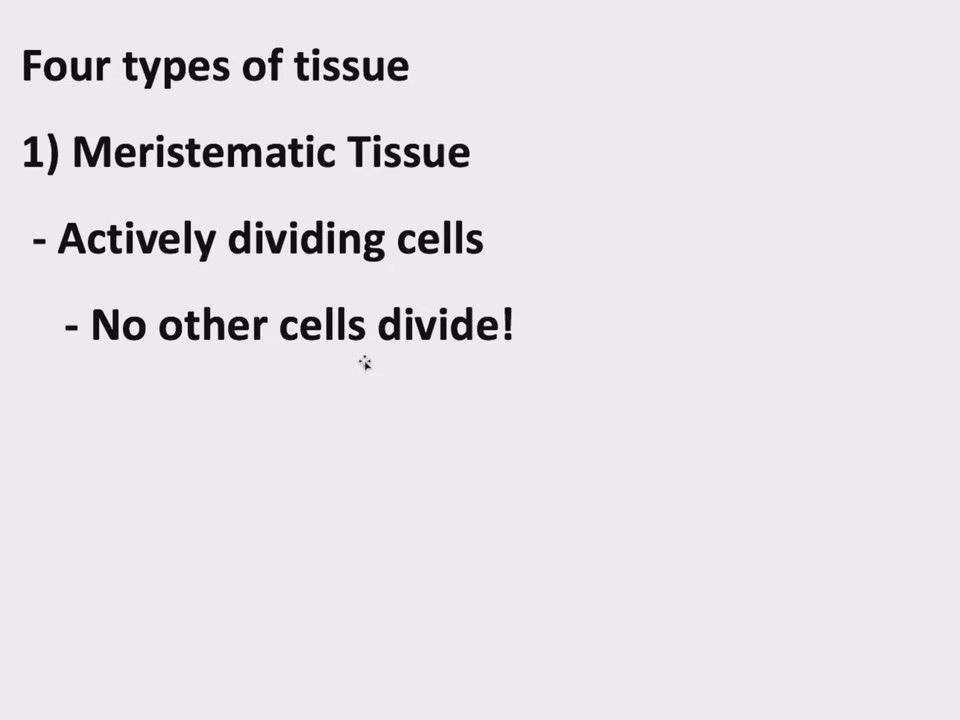 Four types of tissue
1) Meristematic Tissue
- Actively dividing cells
- No other cells divide!